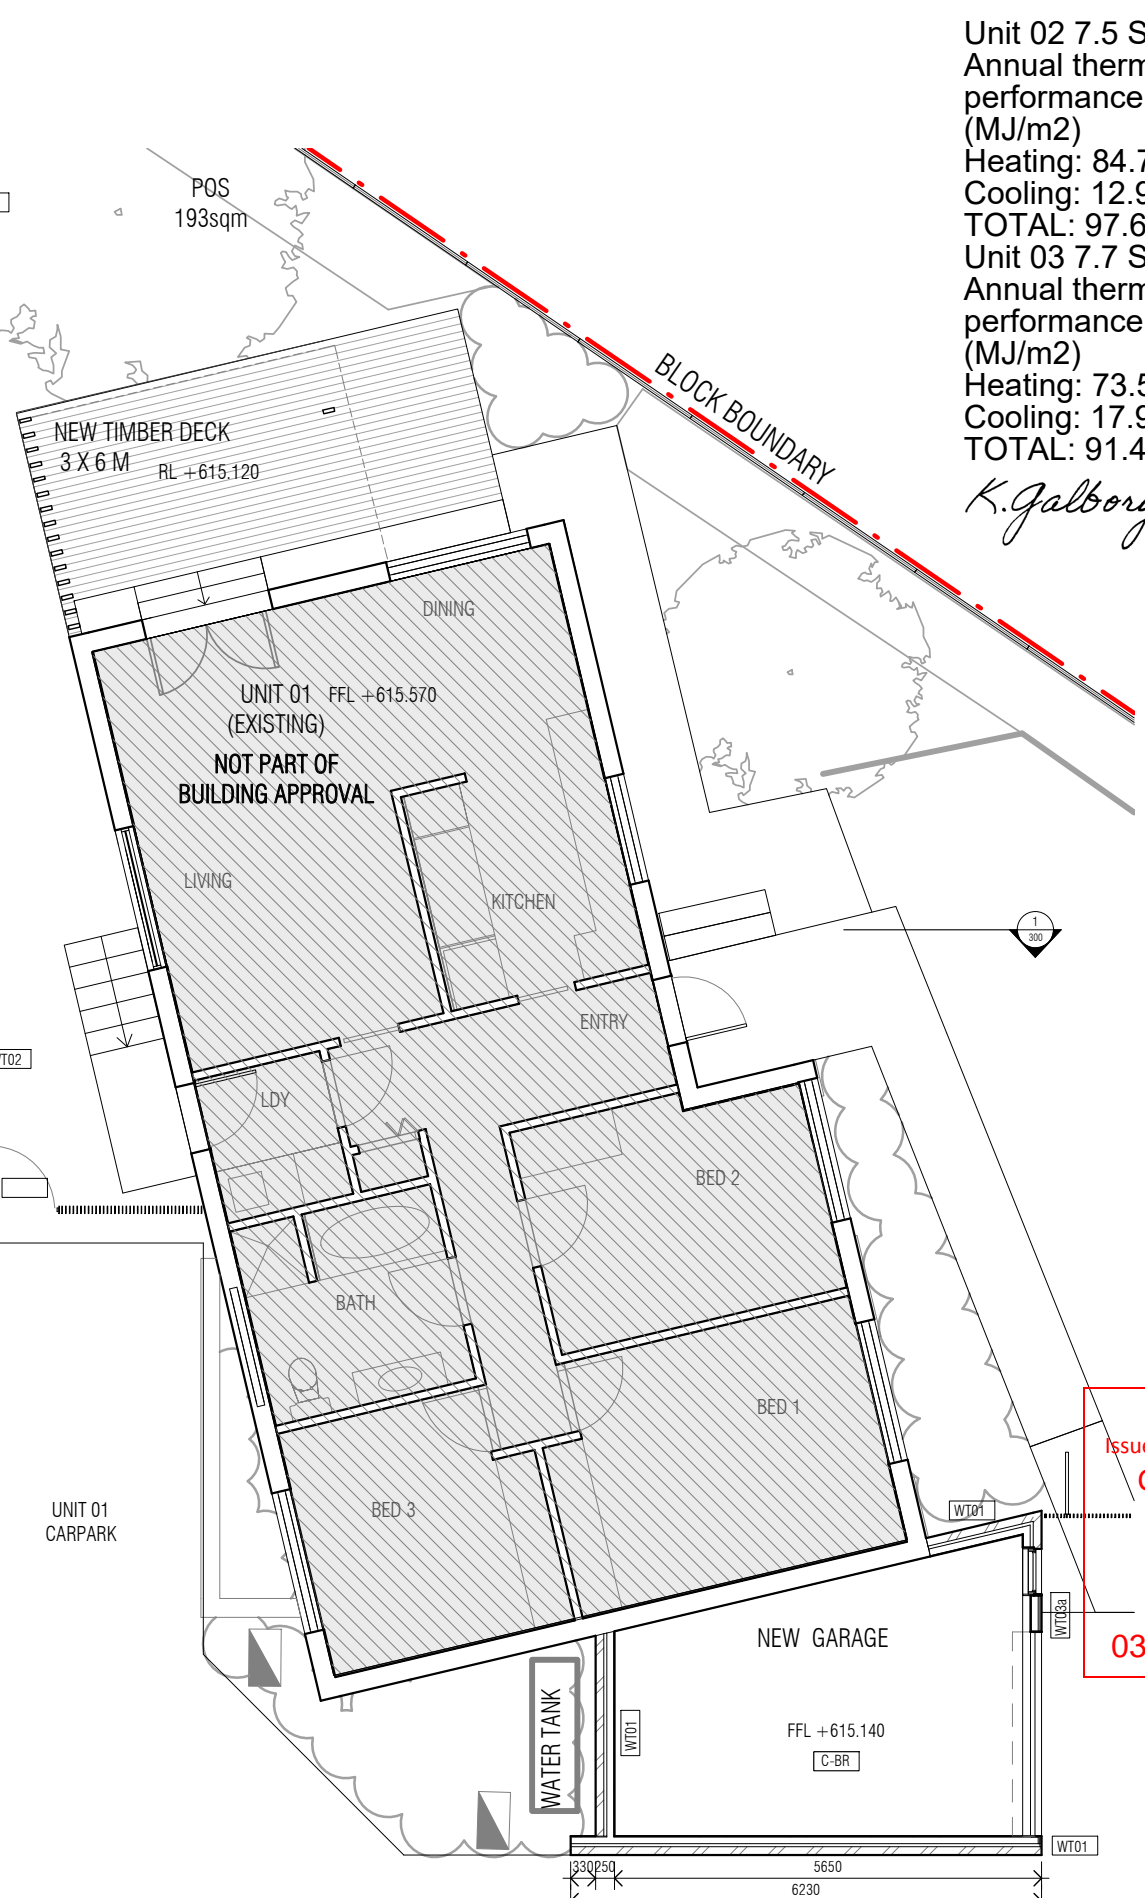 Unit 02 7.5 S
Annual therm
performance
(MJ/m2)
Heating: 84.7
Cooling: 12.9
TOTAL: 97.6
Unit 03 7.7 S
Annual therm
performance
(MJ/m2)
Heating: 73.5
Cooling: 17.9
TOTAL: 91.4
POS
193sqm
BLOCK BOUNDARY
NEW TIMBER DECK
3 X 6 M
RL +615.120
DINING
UNIT 01 FFL +615.570
(EXISTING)
NOT PART OF
BUILDING APPROVAL
LIVING
KITCHEN
1
300
ENTRY
T02
LDY
BED 2
BATH
BED 1
Issue
BED 3
UNIT 01
CARPARK
WT01
WT03a
NEW GARAGE
03
WATER TANK
WT01
FFL +615.140
C-BR
WT01
330
250
5650
6230